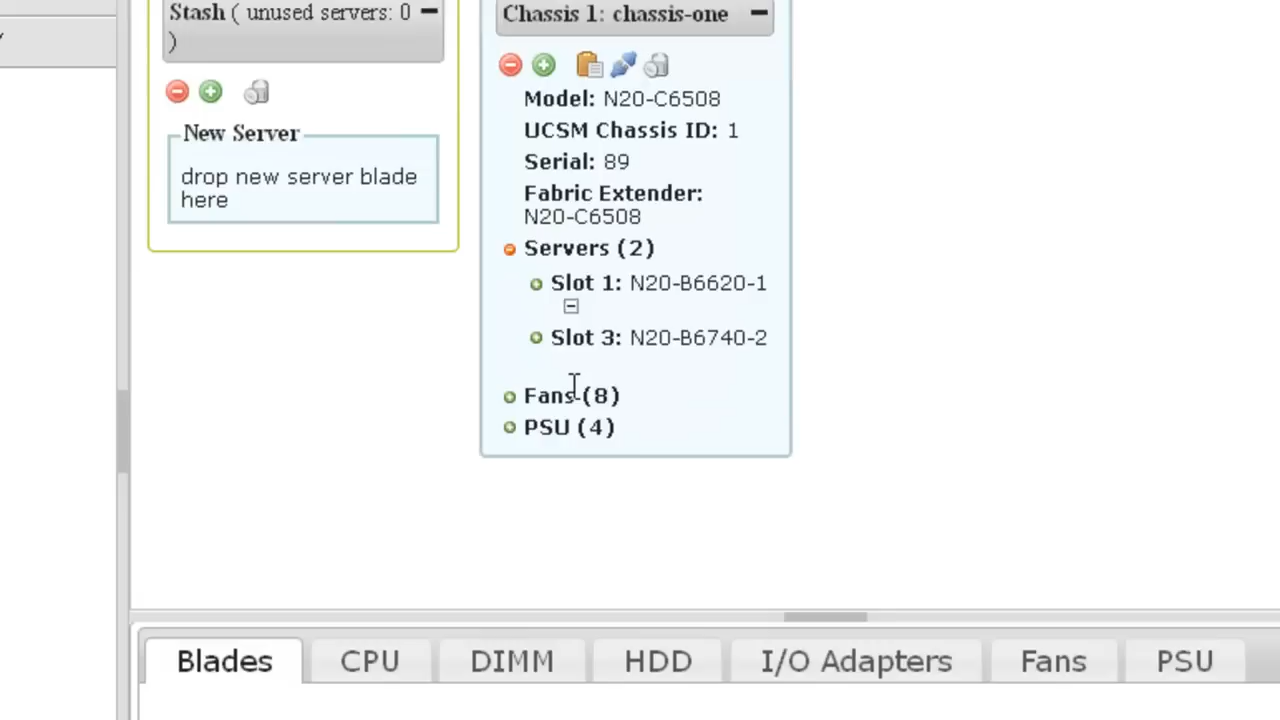 Stash ( unused servers: 0
)
New Server
drop new server blade
here
Chassis 1: chassis-one
Model: N20-C6508
UCSM Chassis ID: 1
Serial: 89
Fabric Extender:
N20-C6508
Servers (2)
Slot 1: N20-B6620-1
Slot 3: N20-B6740-2
Fans (8)
PSU (4)
Blades CPU DIMM HDD I/O Adapters Fans PSU